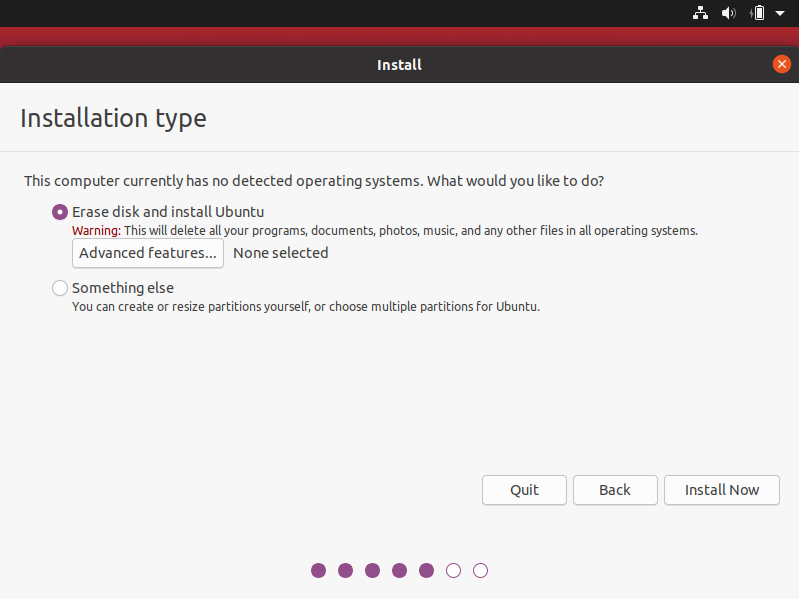 Install
Installation type
This computer currently has no detected operating systems. What would you like to do?
Erase disk and install Ubuntu
Warning: This will delete all your programs, documents, photos, music, and any other files in all operating systems.
Advanced features... None selected
Something else
You can create or resize partitions yourself, or choose multiple partitions for Ubuntu.
Quit Back Install Now